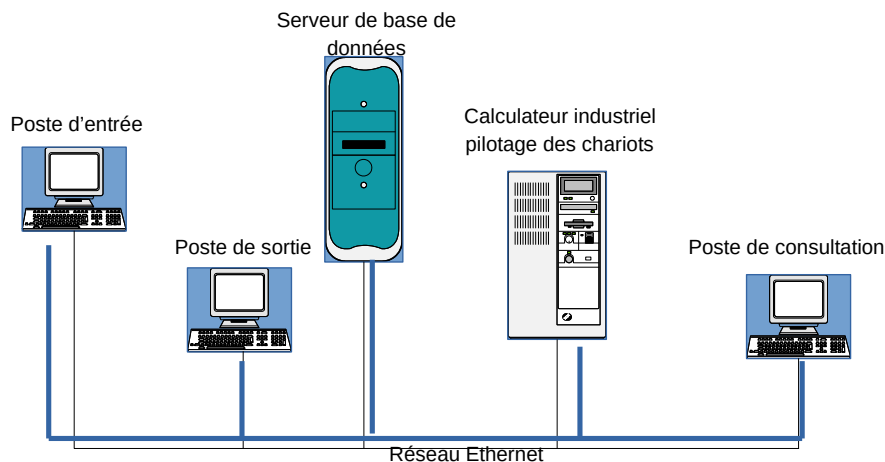 Serveur de base de
données
Poste d’entrée
Calculateur industriel
pilotage des chariots
Poste de sortie
Poste de consultation
Réseau Ethernet